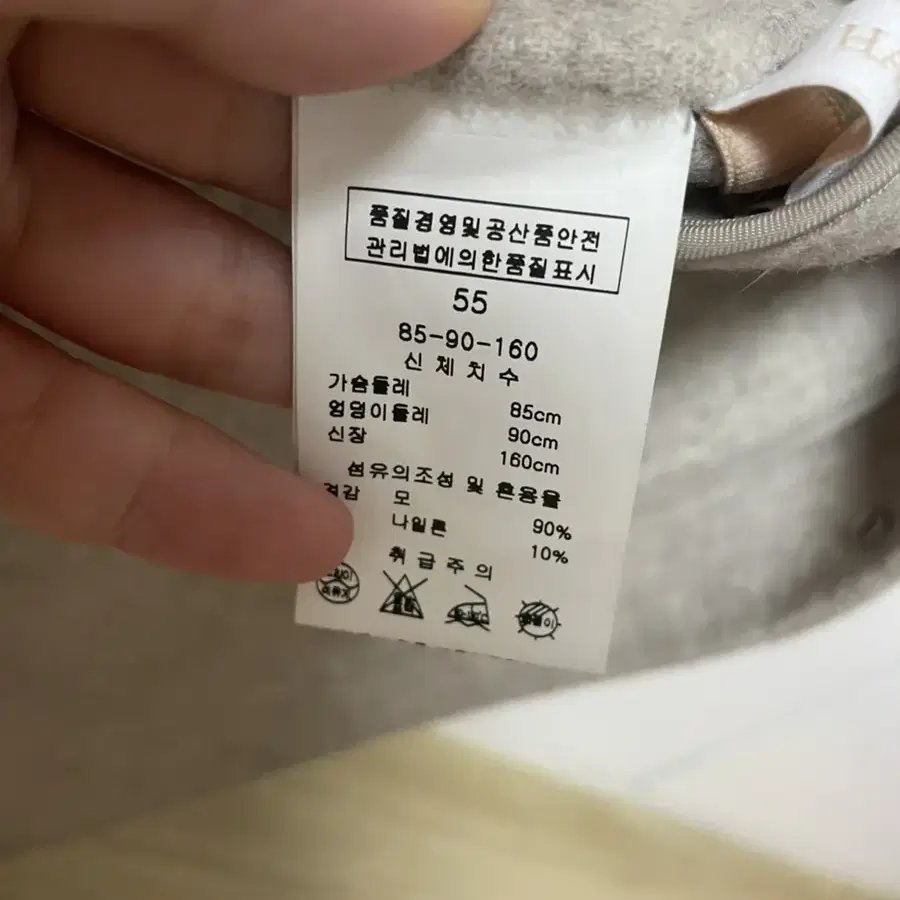 품질경영및공산품안전
관리법에의한품질표시
55
85-90-160
신체치수
가슴둘레 85cm
엉덩이둘레 90cm
신장 160cm
섬유의조성 및 혼용율
겉감 모 90%
나일론 10%
취급주의